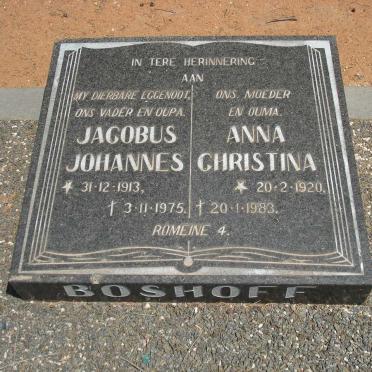 IN TERE HERINNERING
AAN
MY DIERBARE EGGENOOT,
ONS VADER EN OUPA.
JACOBUS
JOHANNES
★ 31-12-1913,
† 3-11-1975.
ONS MOEDER
EN OUMA.
ANNA
CHRISTINA
★ 20-2-1920,
† 20-1-1983.
ROMEINE 4.
BOSHOFF